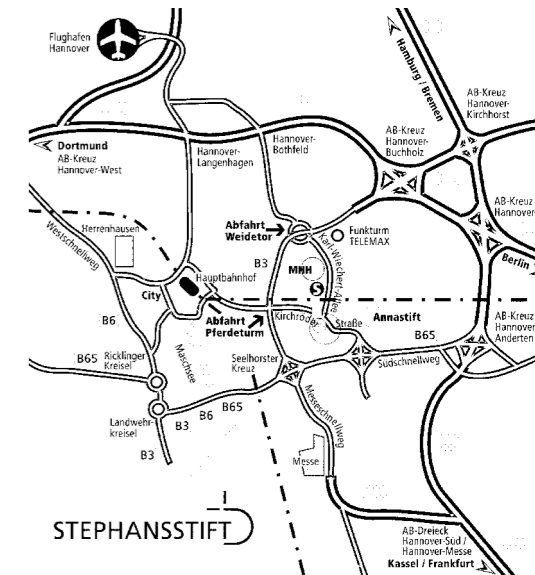 Flughafen
Hannover
Hamburg / Bremen
AB-Kreuz
Hannover-
Kirchhorst
AB-Kreuz
Hannover-
Buchholz
Dortmund
AB-Kreuz
Hannover-West
Hannover-
Langenhagen
Hannover-
Bothfeld
AB-Kreuz
Hannover-
Berlin
Herrenhausen
Westschnellweg
Abfahrt
Weidetor
Funkturm
TELEMAX
Karl-Wiechert-Allee
B3
MHH
S
Hauptbahnhof
City
Abfahrt
Pferdeturm
Kirchröder
Straße
Annastift
B65
AB-Kreuz
Hannover
Anderten
B6
B65
Ricklinger
Kreisel
Maschsee
Seelhorster
Kreuz
Südschnellweg
Landwehr-
kreisel
B3
B3
B6
B65
Messeschnellweg
Messe
STEPHANSSTIFT
AB-Dreieck
Hannover-Süd /
Hannover-Messe
Kassel / Frankfurt